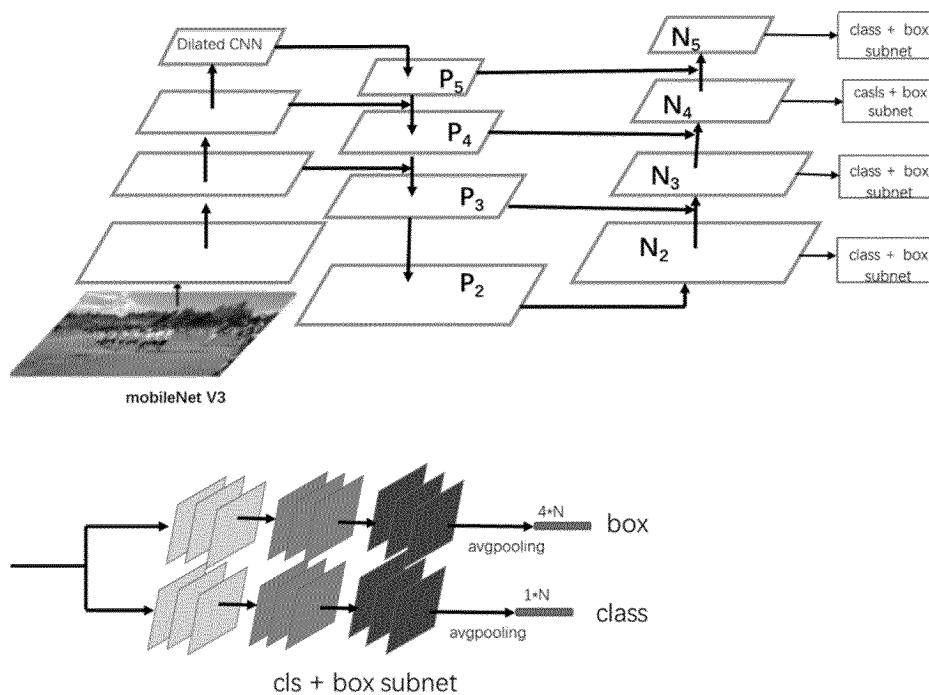 Dilated CNN
P5
P4
P3
P2
N5
N4
N3
N2
class + box
subnet
casls + box
subnet
class + box
subnet
class + box
subnet
mobileNet V3
4*N
avgpooling
box
1*N
avgpooling
class
cls + box subnet